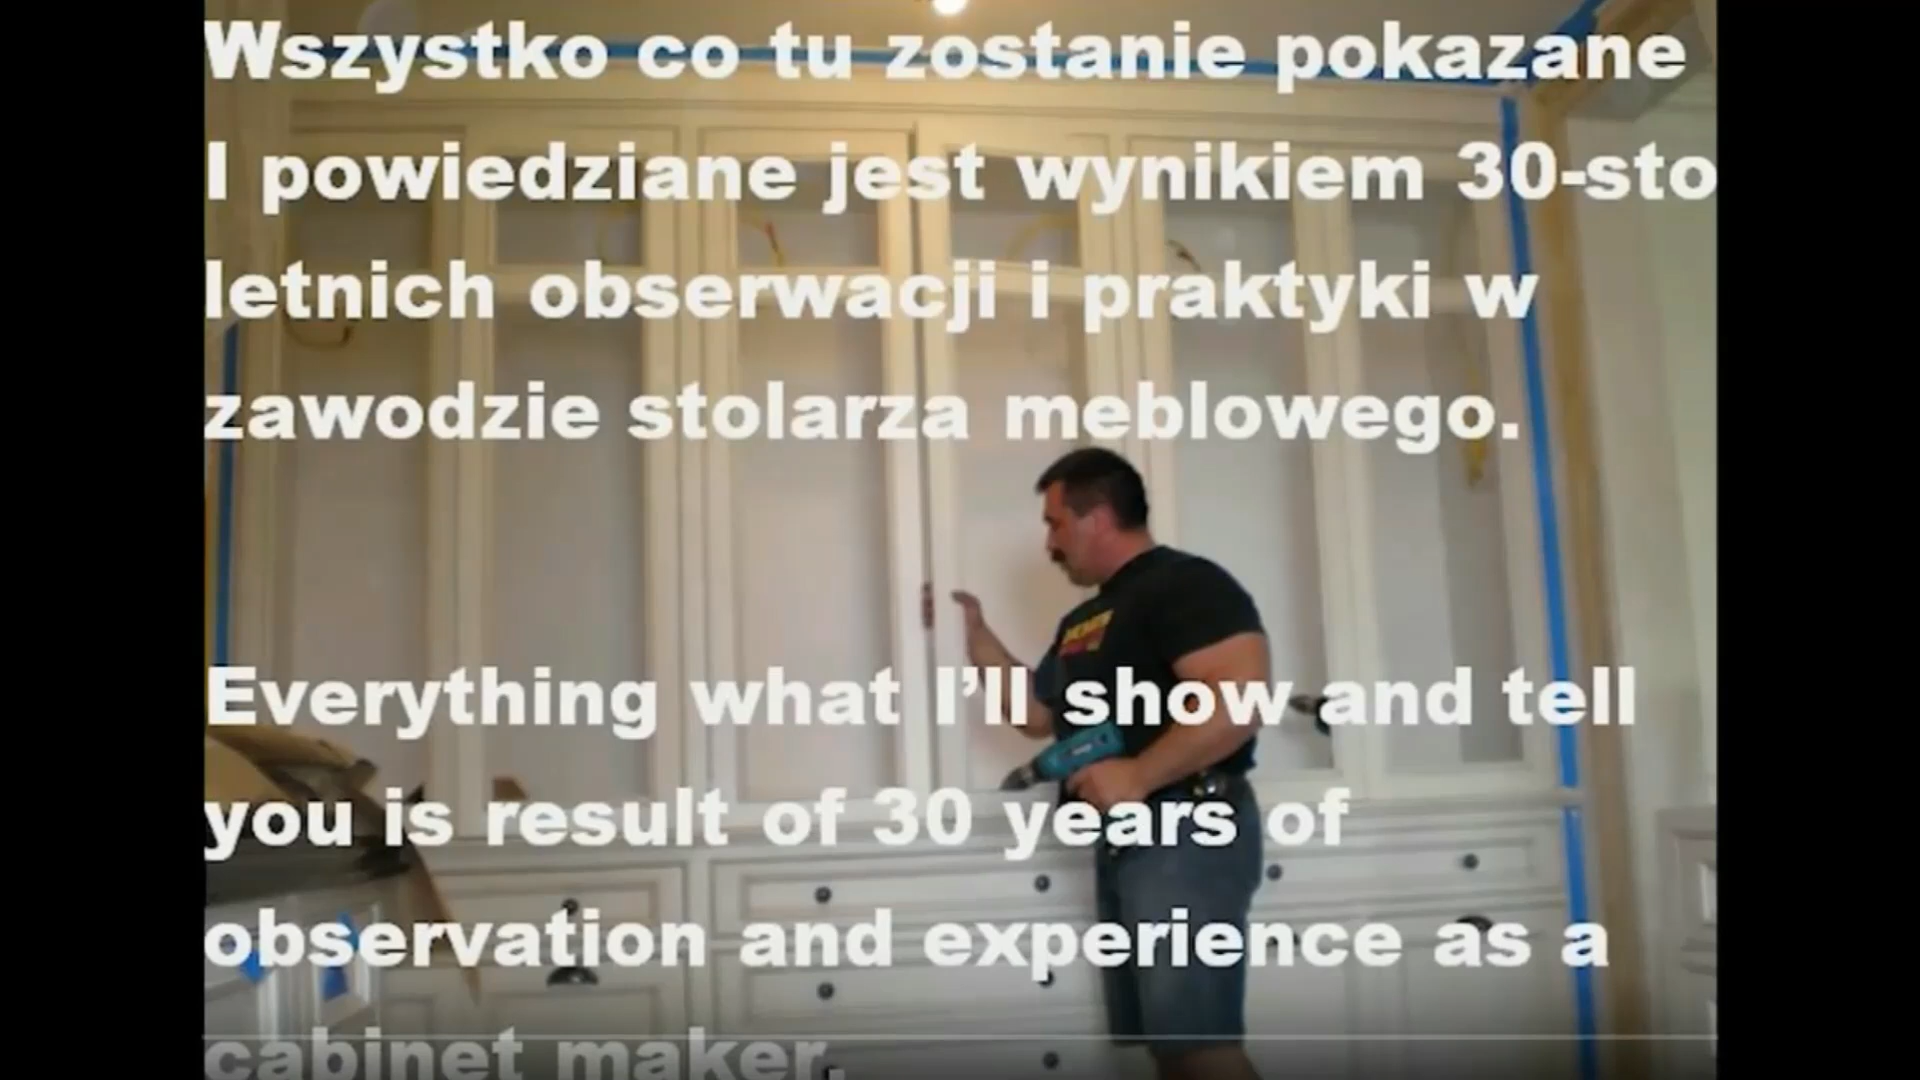 Wszystko co tu zostanie pokazane
I powiedziane jest wynikiem 30-sto
letnich obserwacji i praktyki w
zawodzie stolarza meblowego.
Everything what I’ll show and tell
you is result of 30 years of
observation and experience as a
cabinet maker.